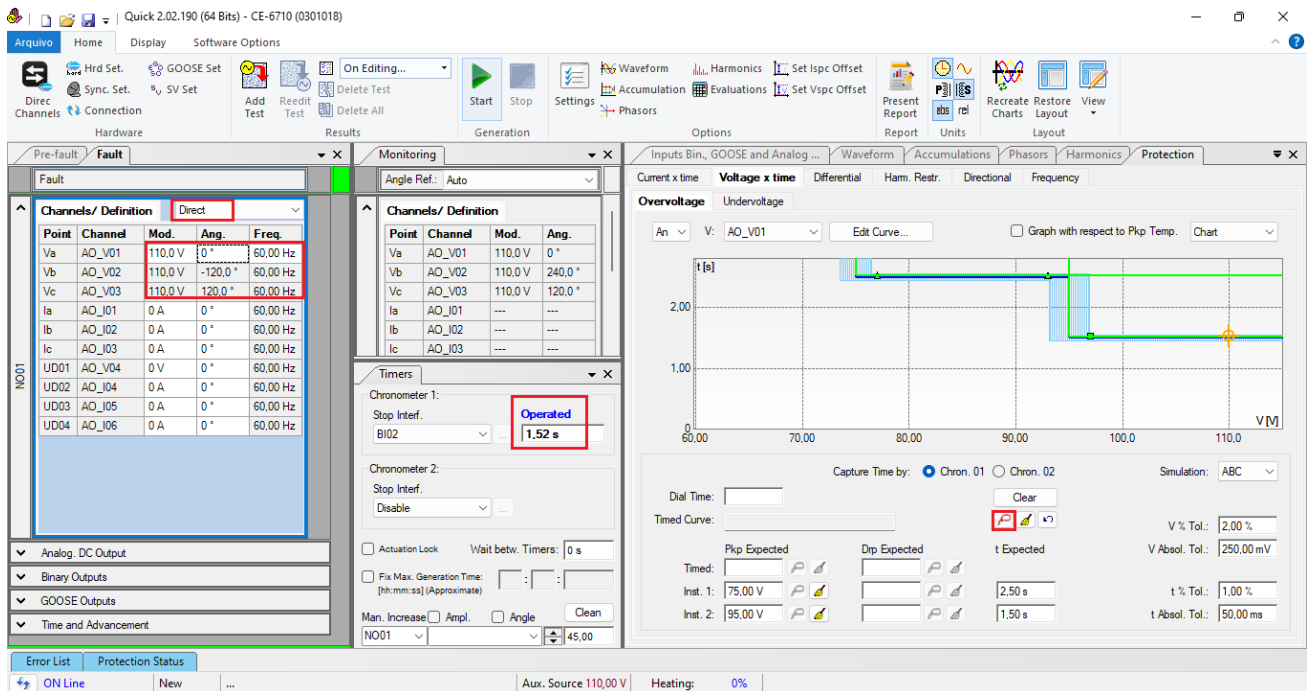 Quick 2.02.190 (64 Bits) - CE-6710 (0301018)
Arquivo Home Display Software Options
Direc Channels
Hrd Set.
Sync. Set.
Connection
GOOSE Set
SV Set
Hardware
Add Test
Reedit Test
On Editing...
Delete Test
Delete All
Results
Start
Stop
Generation
Settings
Waveform
Accumulation
Phasors
Harmonics
Evaluations
Set Ispc Offset
Set Vspc Offset
Options
Present Report
Report
abs rel
Units
Recreate Charts
Restore Layout
View
Layout
Pre-fault Fault
Fault
Channels/ Definition Direct
Point Channel Mod. Ang. Freq.
Va AO_V01 110,0 V 0 ° 60,00 Hz
Vb AO_V02 110,0 V -120,0 ° 60,00 Hz
Vc AO_V03 110,0 V 120,0 ° 60,00 Hz
Ia AO_I01 0 A 0 ° 60,00 Hz
Ib AO_I02 0 A 0 ° 60,00 Hz
Ic AO_I03 0 A 0 ° 60,00 Hz
UD01 AO_V04 0 V 0 ° 60,00 Hz
UD02 AO_I04 0 A 0 ° 60,00 Hz
UD03 AO_I05 0 A 0 ° 60,00 Hz
UD04 AO_I06 0 A 0 ° 60,00 Hz
NO01
Analog. DC Output
Binary Outputs
GOOSE Outputs
Time and Advancement
Monitoring
Angle Ref.: Auto
Channels/ Definition
Point Channel Mod. Ang.
Va AO_V01 110,0 V 0 °
Vb AO_V02 110,0 V 240,0 °
Vc AO_V03 110,0 V 120,0 °
Ia AO_I01 --- ---
Ib AO_I02 --- ---
Ic AO_I03 --- ---
Timers
Chronometer 1:
Stop Interf. Operated
BI02 ... 1,52 s
Chronometer 2:
Stop Interf.
Disable ...
Actuation Lock Wait betw. Timers: 0 s
Fix Max. Generation Time: : :
[hh:mm:ss] (Approximate)
Man. Increase Ampl. Angle Clean
NO01 45,00
Inputs Bin., GOOSE and Analog ... Waveform Accumulations Phasors Harmonics Protection
Current x time Voltage x time Differential Harm. Restr. Directional Frequency
Overvoltage Undervoltage
An V: AO_V01 Edit Curve... Graph with respect to Pkp Temp. Chart
t [s]
2,00
1,00
0
V [V]
60,00 70,00 80,00 90,00 100,0 110,0
Capture Time by: Chron. 01 Chron. 02 Simulation: ABC
Dial Time: Clear
Timed Curve:
V % Tol.: 2,00 %
Pkp Expected Drp Expected t Expected V Absol. Tol.: 250,00 mV
Timed:
Inst. 1: 75,00 V 2,50 s t % Tol.: 1,00 %
Inst. 2: 95,00 V 1,50 s t Absol. Tol.: 50,00 ms
Error List Protection Status
ON Line New ... Aux. Source 110,00 V Heating: 0%